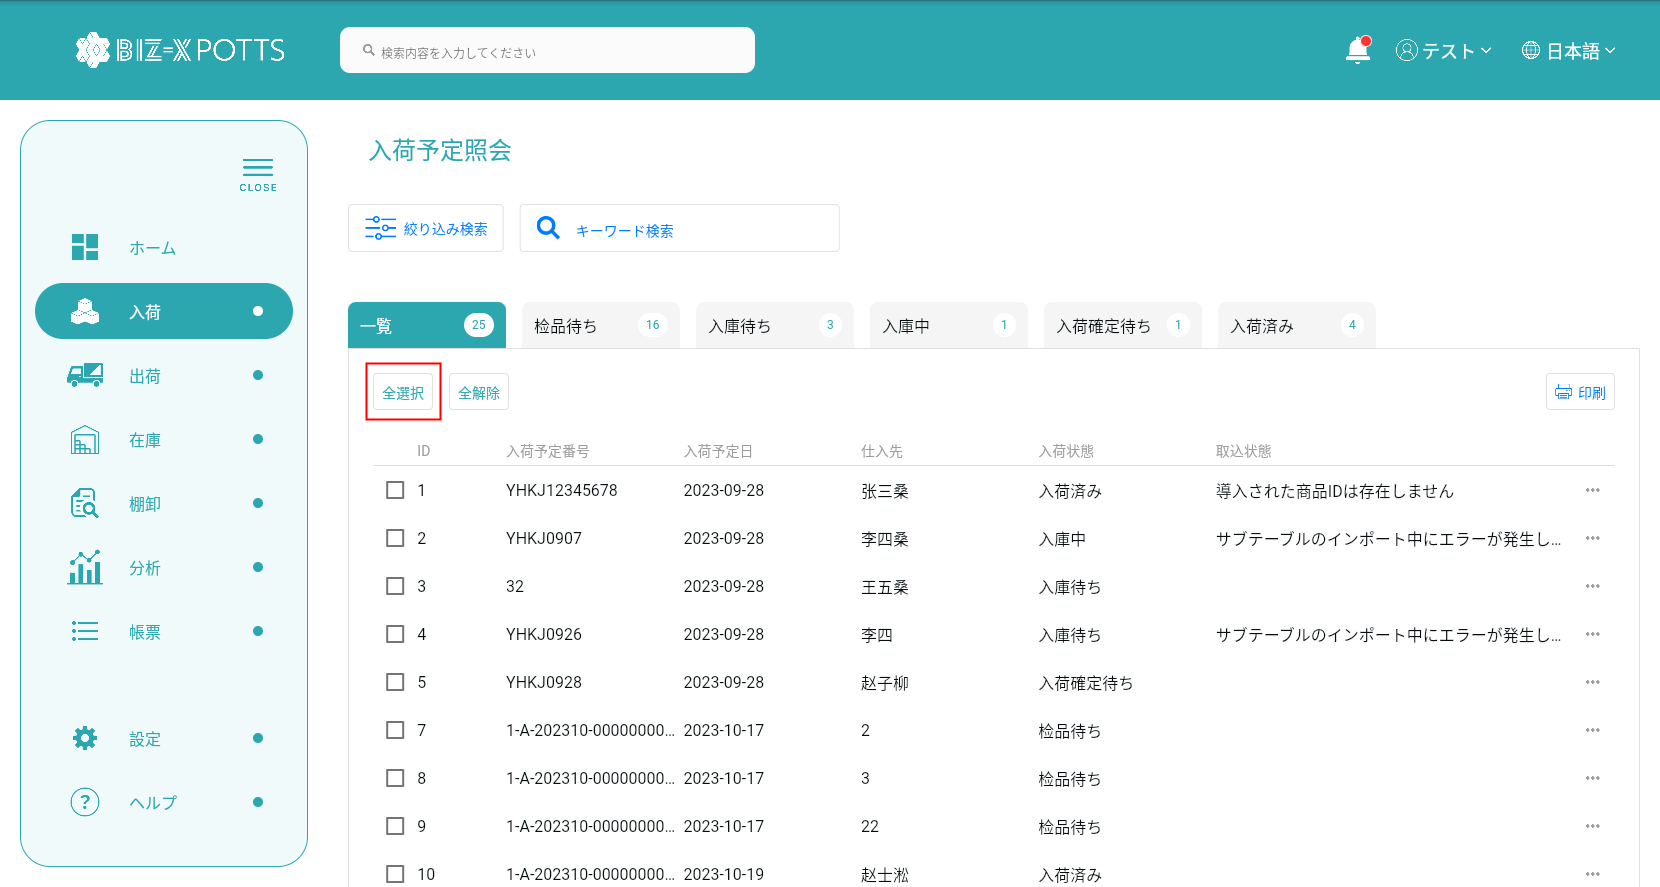 BIZ-X POTTS
検索内容を入力してください
テスト
日本語
CLOSE
ホーム
入荷
出荷
在庫
棚卸
分析
帳票
設定
? ヘルプ
入荷予定照会
絞り込み検索
キーワード検索
一覧 25
检品待ち 16
入庫待ち 3
入庫中 1
入荷確定待ち 1
入荷済み 4
全選択
全解除
印刷
ID 入荷予定番号 入荷予定日 仕入先 入荷状態 取込状態
1 YHKJ12345678 2023-09-28 张三桑 入荷済み 導入された商品IDは存在しません ···
2 YHKJ0907 2023-09-28 李四桑 入庫中 サブテーブルのインポート中にエラーが発生し... ···
3 32 2023-09-28 王五桑 入庫待ち ···
4 YHKJ0926 2023-09-28 李四 入庫待ち サブテーブルのインポート中にエラーが発生し... ···
5 YHKJ0928 2023-09-28 赵子柳 入荷確定待ち ···
7 1-A-202310-00000000... 2023-10-17 2 检品待ち ···
8 1-A-202310-00000000... 2023-10-17 3 检品待ち ···
9 1-A-202310-00000000... 2023-10-17 22 检品待ち ···
10 1-A-202310-00000000... 2023-10-19 赵士淞 入荷済み ···